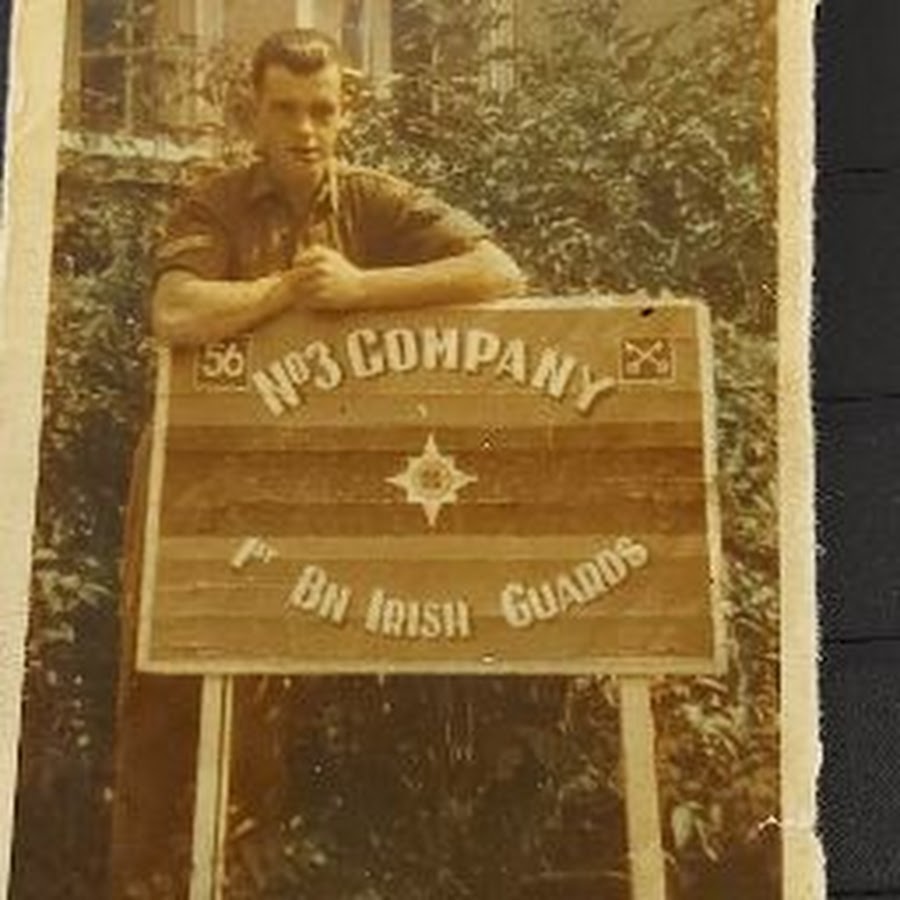 56
No3 COMPANY
1ST BN IRISH GUARDS